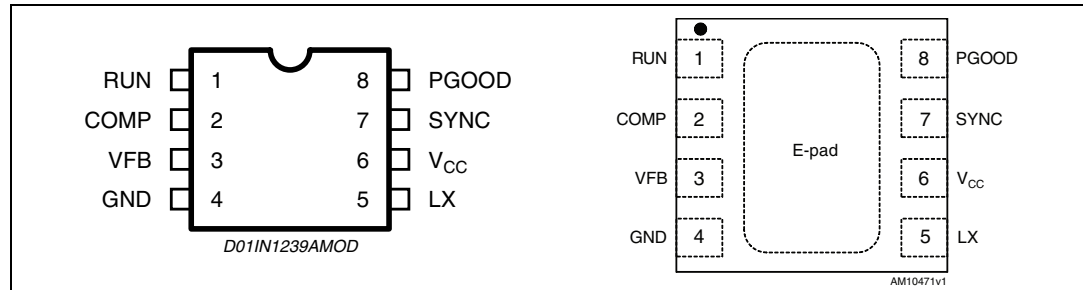 RUN 1 8 PGOOD
COMP 2 7 SYNC
VFB 3 6 VCC
GND 4 5 LX
D01IN1239AMOD
RUN 1 8 PGOOD
COMP 2 7 SYNC
E-pad
VFB 3 6 VCC
GND 4 5 LX
AM10471v1